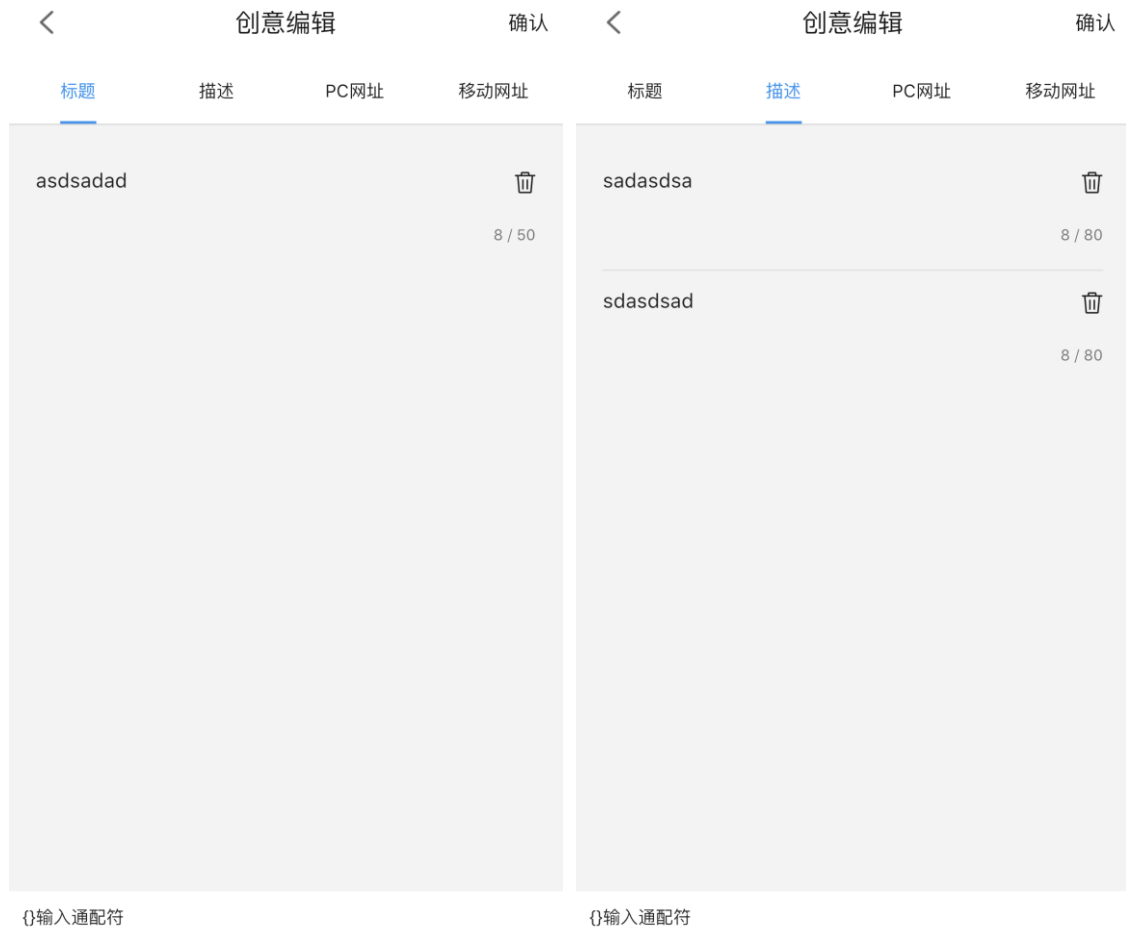 创意编辑 确认
标题 描述 PC网址 移动网址
asdsadad
8 / 50
{}输入通配符
创意编辑 确认
标题 描述 PC网址 移动网址
sadasdsa
8 / 80
sdasdsad
8 / 80
{}输入通配符